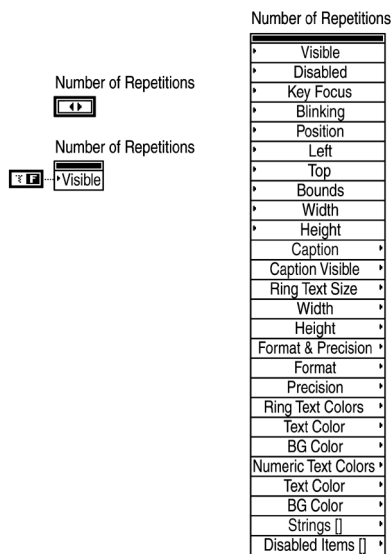 Number of Repetitions
Number of Repetitions
F
Visible
Number of Repetitions
Visible
Disabled
Key Focus
Blinking
Position
Left
Top
Bounds
Width
Height
Caption
Caption Visible
Ring Text Size
Width
Height
Format & Precision
Format
Precision
Ring Text Colors
Text Color
BG Color
Numeric Text Colors
Text Color
BG Color
Strings []
Disabled Items []